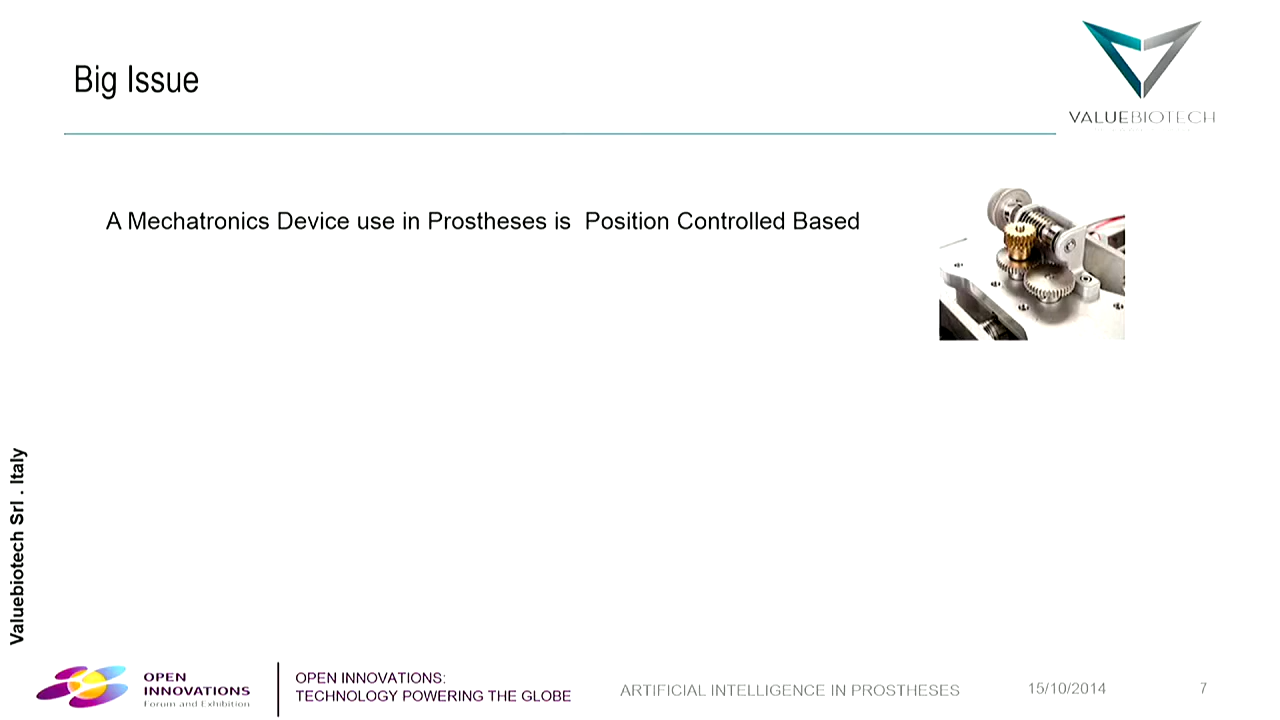 Big Issue
VALUEBIOTECH
A Mechatronics Device use in Prostheses is  Position Controlled Based
Valuebiotech Srl . Italy
OPEN
INNOVATIONS
Forum and Exhibition
OPEN INNOVATIONS:
TECHNOLOGY POWERING THE GLOBE
ARTIFICIAL INTELLIGENCE IN PROSTHESES
15/10/2014
7